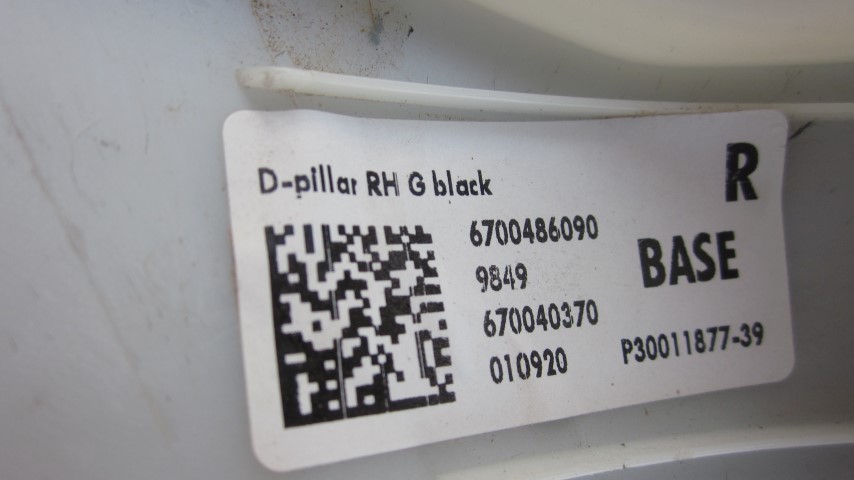 D-pillar RH G black
R
6700486090
BASE
9849
670040370
P30011877-39
010920